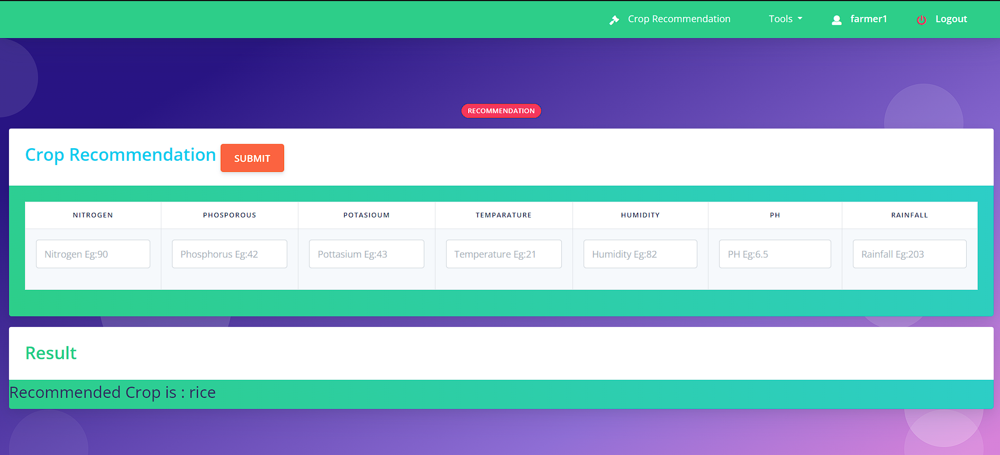 Crop Recommendation Tools farmer1 Logout
RECOMMENDATION
Crop Recommendation SUBMIT
NITROGEN PHOSPOROUS POTASIOUM TEMPARATURE HUMIDITY PH RAINFALL
Nitrogen Eg:90 Phosphorus Eg:42 Pottasium Eg:43 Temperature Eg:21 Humidity Eg:82 PH Eg:6.5 Rainfall Eg:203
Result
Recommended Crop is : rice